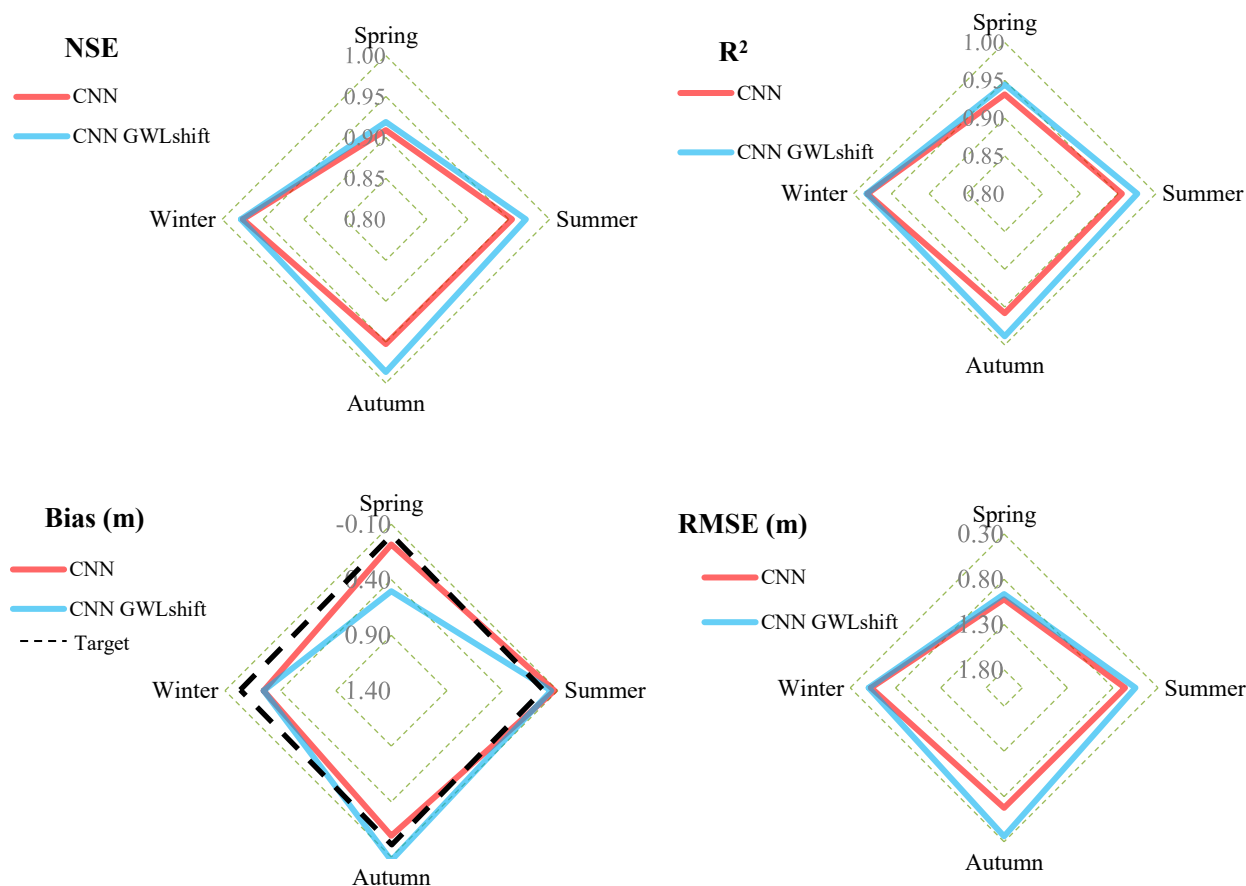 NSE
Spring
1.00
CNN
0.95
CNN GWLshift
0.90
0.85
Winter
0.80
Summer
Autumn
R²
Spring
1.00
0.95
CNN
0.90
CNN GWLshift
0.85
Winter
0.80
Summer
Autumn
Bias (m)
Spring
-0.10
CNN
0.40
CNN GWLshift
Target
0.90
Winter
1.40
Summer
Autumn
RMSE (m)
Spring
0.30
CNN
0.80
CNN GWLshift
1.30
1.80
Winter
Summer
Autumn